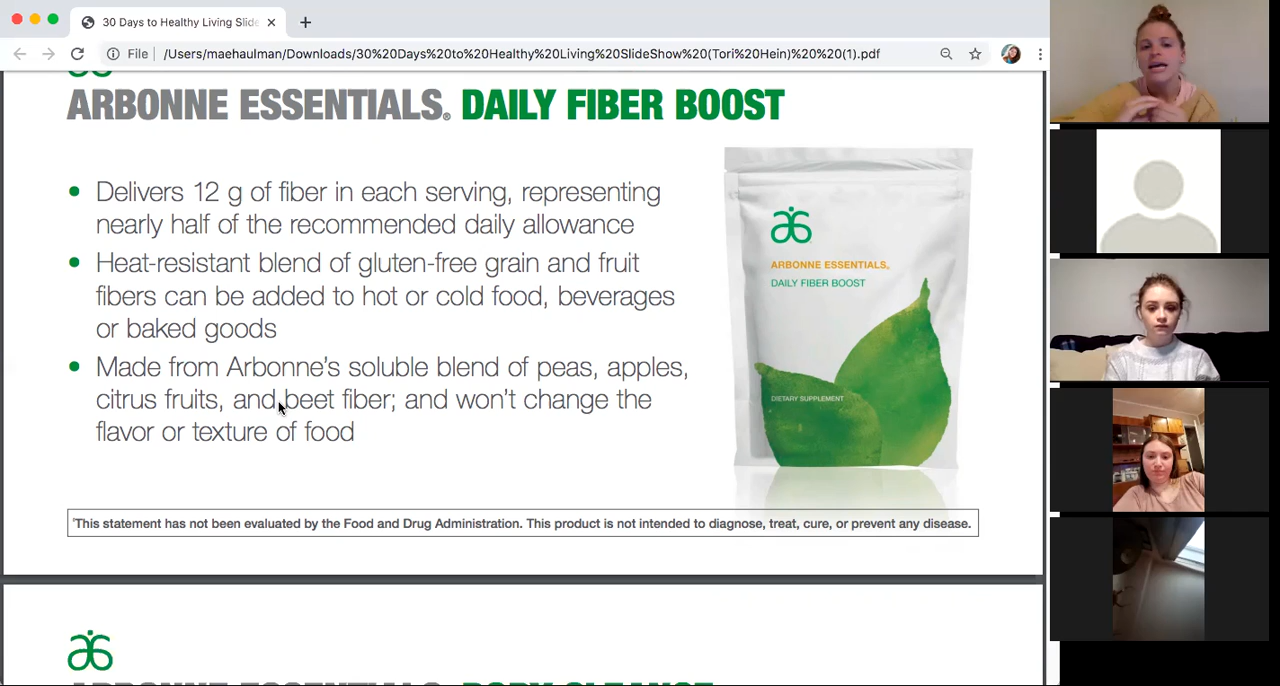 30 Days to Healthy Living Slide
File
/Users/maehaulman/Downloads/30%20Days%20to%20Healthy%20Living%20SlideShow%20(Tori%20Hein)%20%20(1).pdf
ARBONNE ESSENTIALS® DAILY FIBER BOOST
• Delivers 12 g of fiber in each serving, representing
nearly half of the recommended daily allowance
• Heat-resistant blend of gluten-free grain and fruit
fibers can be added to hot or cold food, beverages
or baked goods
• Made from Arbonne's soluble blend of peas, apples,
citrus fruits, and beet fiber; and won't change the
flavor or texture of food
ARBONNE ESSENTIALS®
DAILY FIBER BOOST
DIETARY SUPPLEMENT
This statement has not been evaluated by the Food and Drug Administration. This product is not intended to diagnose, treat, cure, or prevent any disease.
ARBONNE ESSENTIALS® BODY CLEANSE